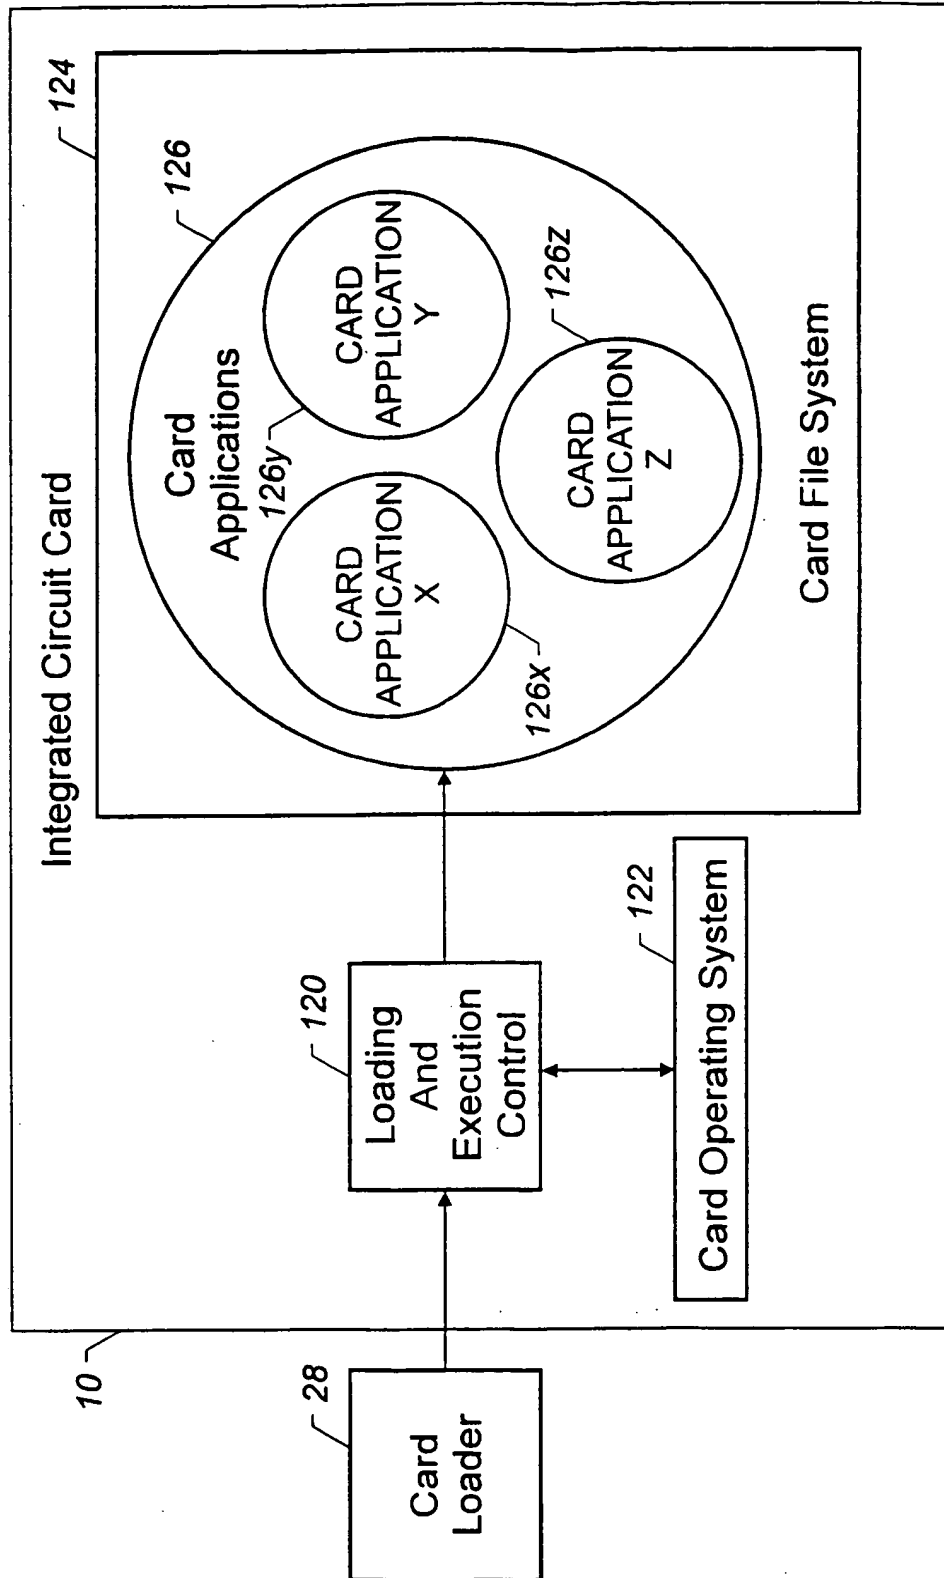 Integrated Circuit Card
10
124
126
Card
Applications
126y
CARD
APPLICATION
Y
CARD
APPLICATION
X
126x
126z
CARD
APPLICATION
Z
Card File System
28
Card
Loader
120
Loading
And
Execution
Control
122
Card Operating System